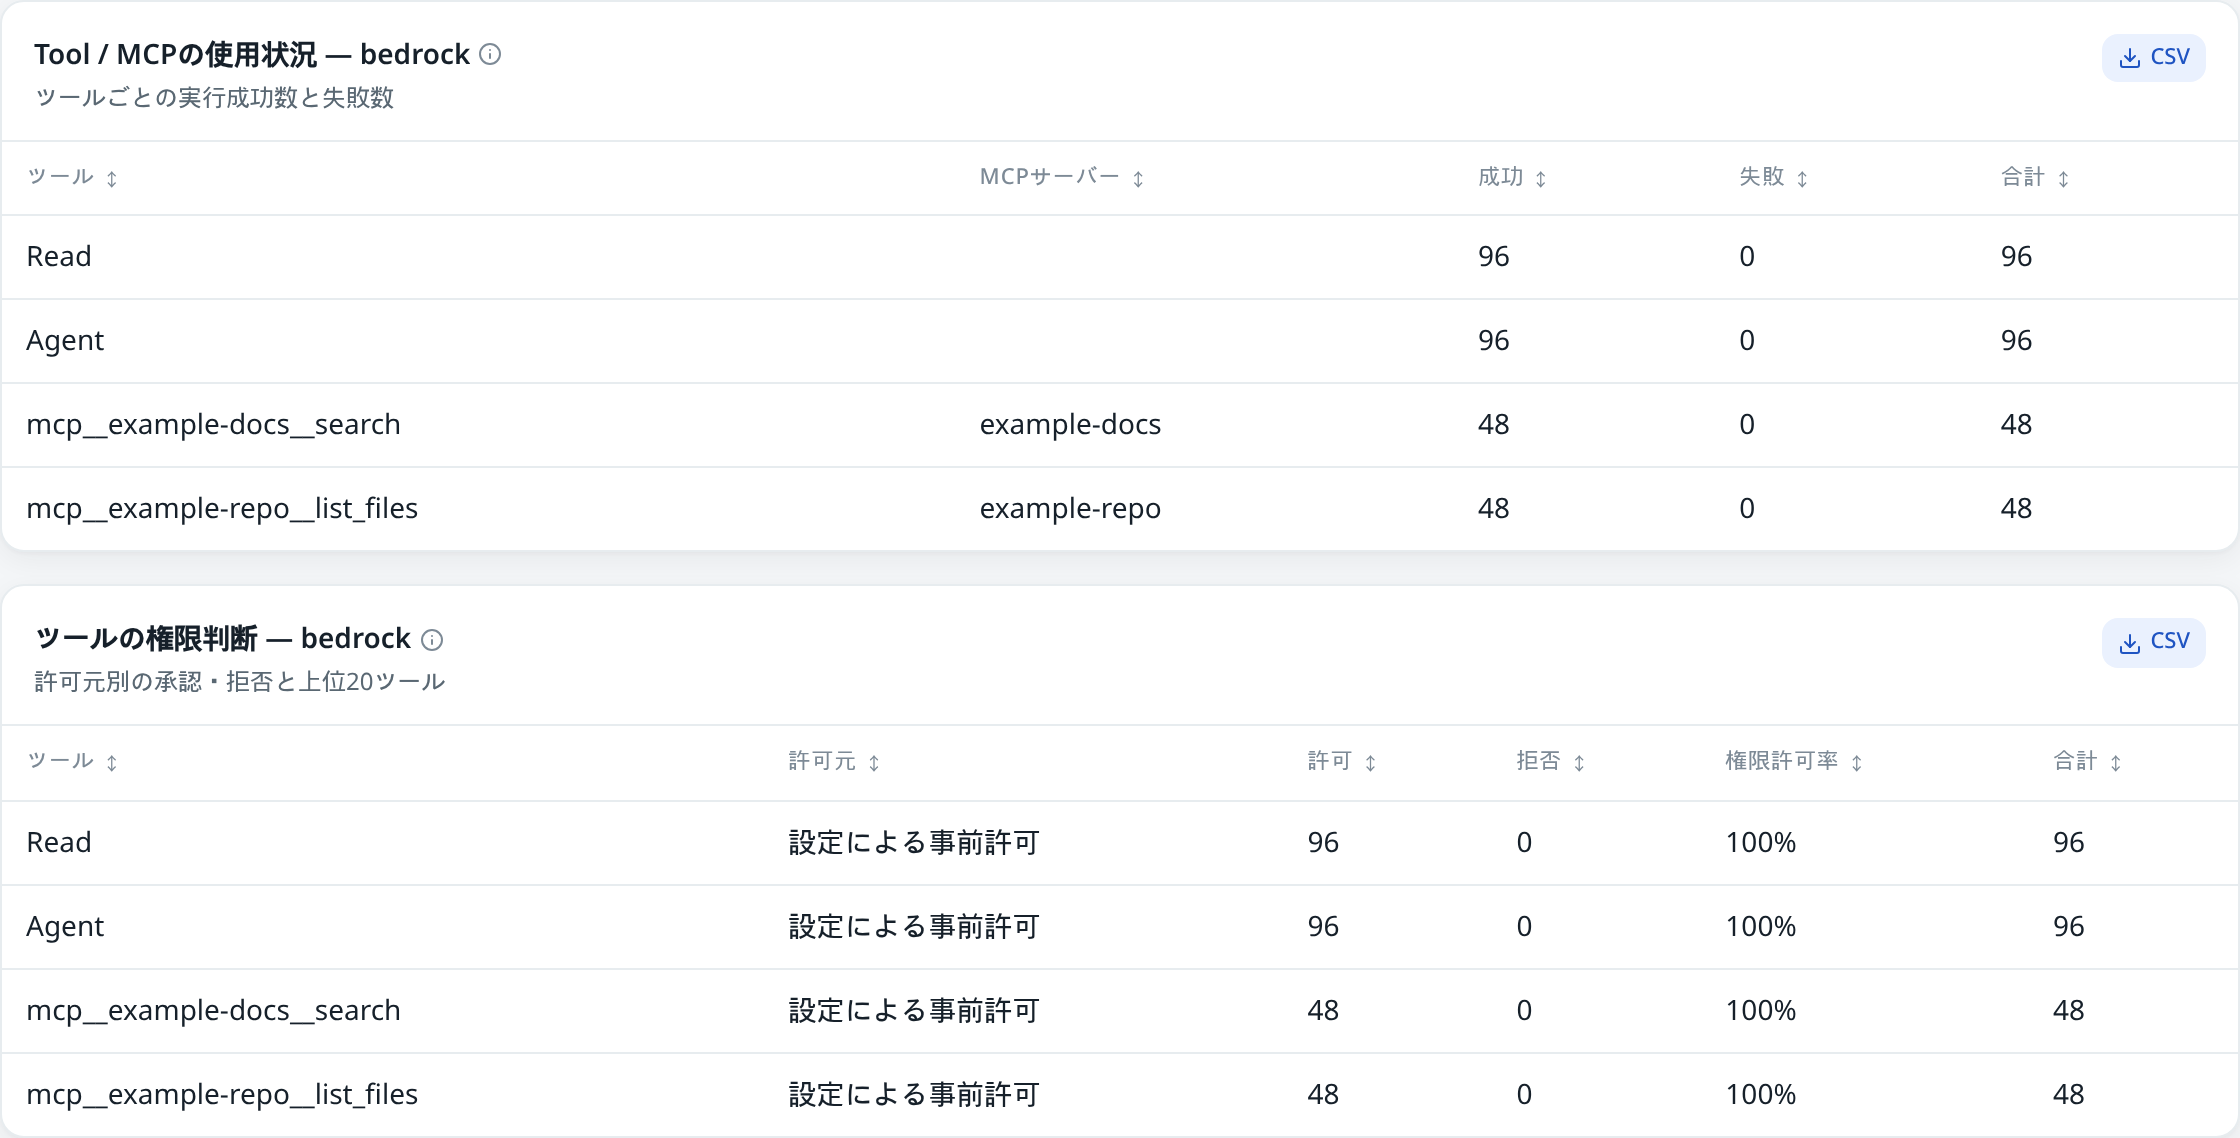 Tool / MCPの使用状況 — bedrock
CSV
ツールごとの実行成功数と失敗数
ツール MCPサーバー 成功 失敗 合計
Read 96 0 96
Agent 96 0 96
mcp__example-docs__search example-docs 48 0 48
mcp__example-repo__list_files example-repo 48 0 48
ツールの権限判断 — bedrock
CSV
許可元別の承認・拒否と上位20ツール
ツール 許可元 許可 拒否 権限許可率 合計
Read 設定による事前許可 96 0 100% 96
Agent 設定による事前許可 96 0 100% 96
mcp__example-docs__search 設定による事前許可 48 0 100% 48
mcp__example-repo__list_files 設定による事前許可 48 0 100% 48